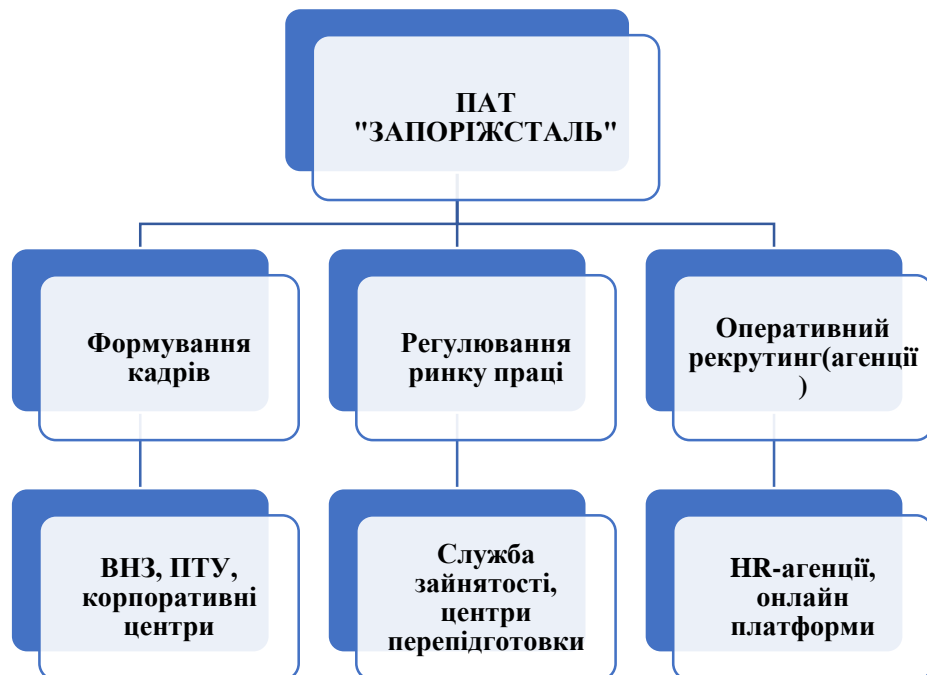 ПАТ
"ЗАПОРІЖСТАЛЬ"
Формування
кадрів
Регулювання
ринку праці
Оперативний
рекрутинг(агенції
)
ВНЗ, ПТУ,
корпоративні
центри
Служба
зайнятості,
центри
перепідготовки
HR-агенції,
онлайн
платформи